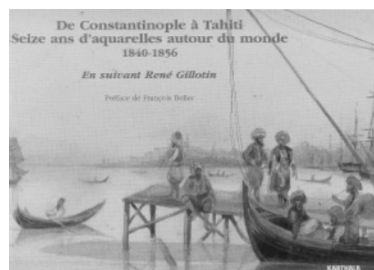 De Constantinople à Tahiti
Seize ans d'aquarelles autour du monde
1840-1856
En suivant René Gillotin
Préface de François Bellec
KARTHALA